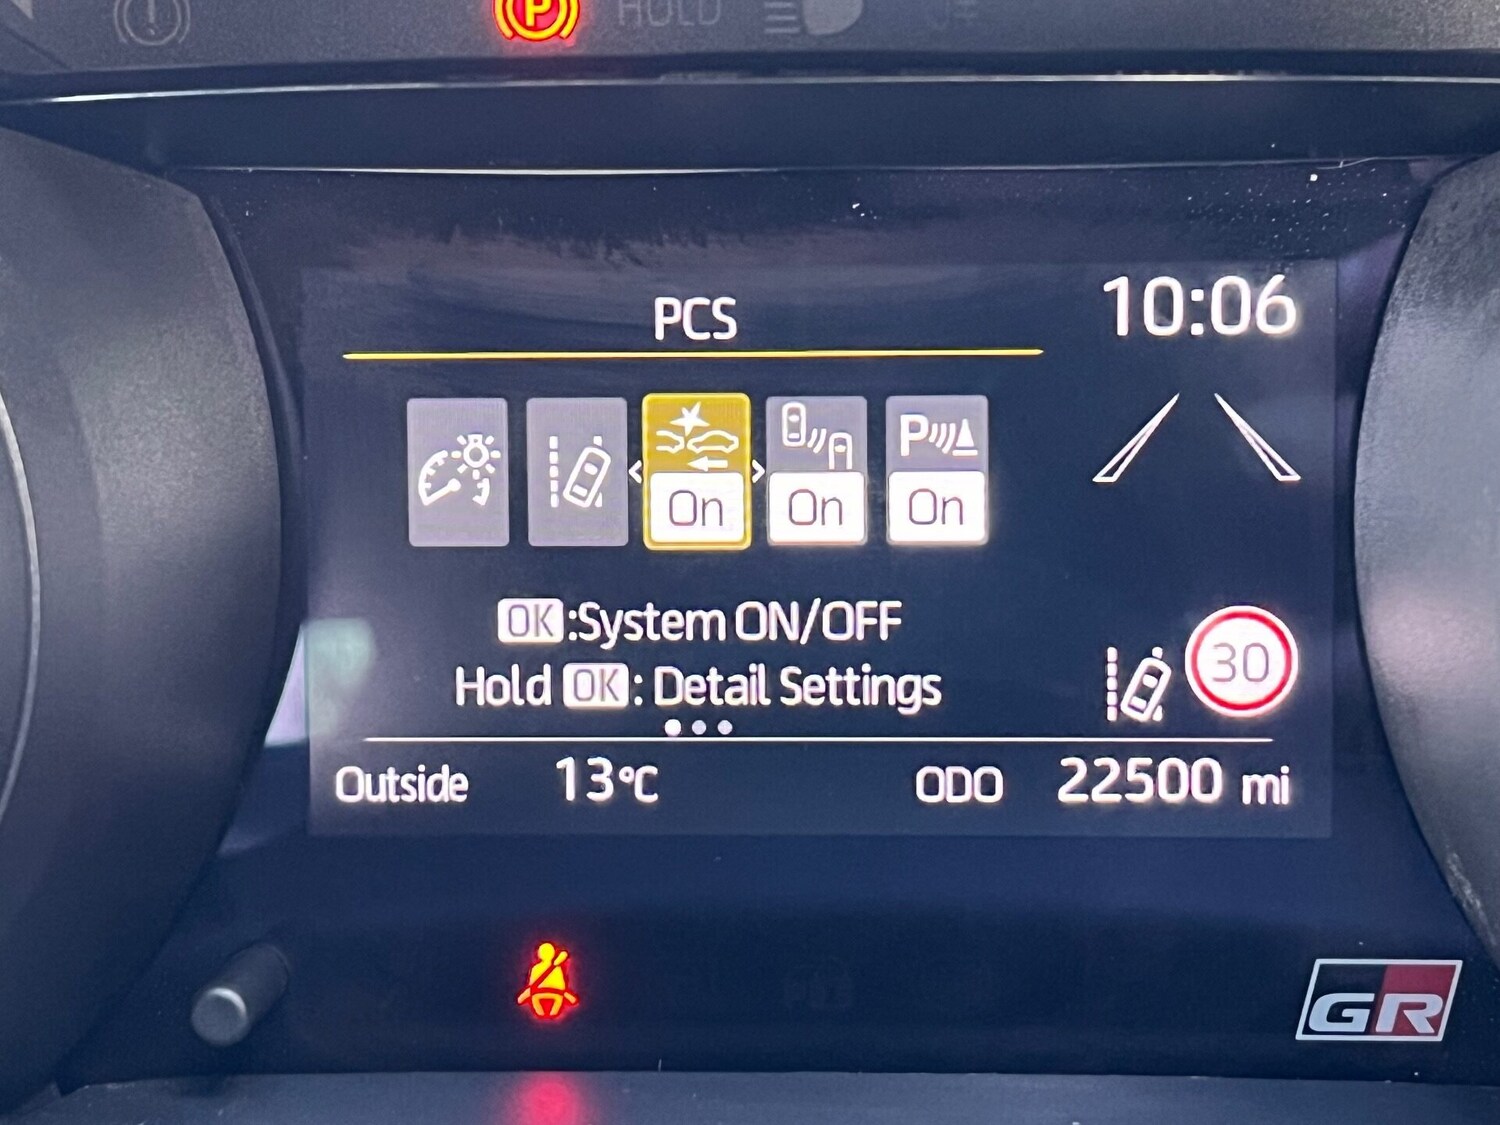 P HOLD
PCS
10:06
P
On On On
OK:System ON/OFF
Hold OK: Detail Settings
30
Outside 13°C ODO 22500 mi
GR